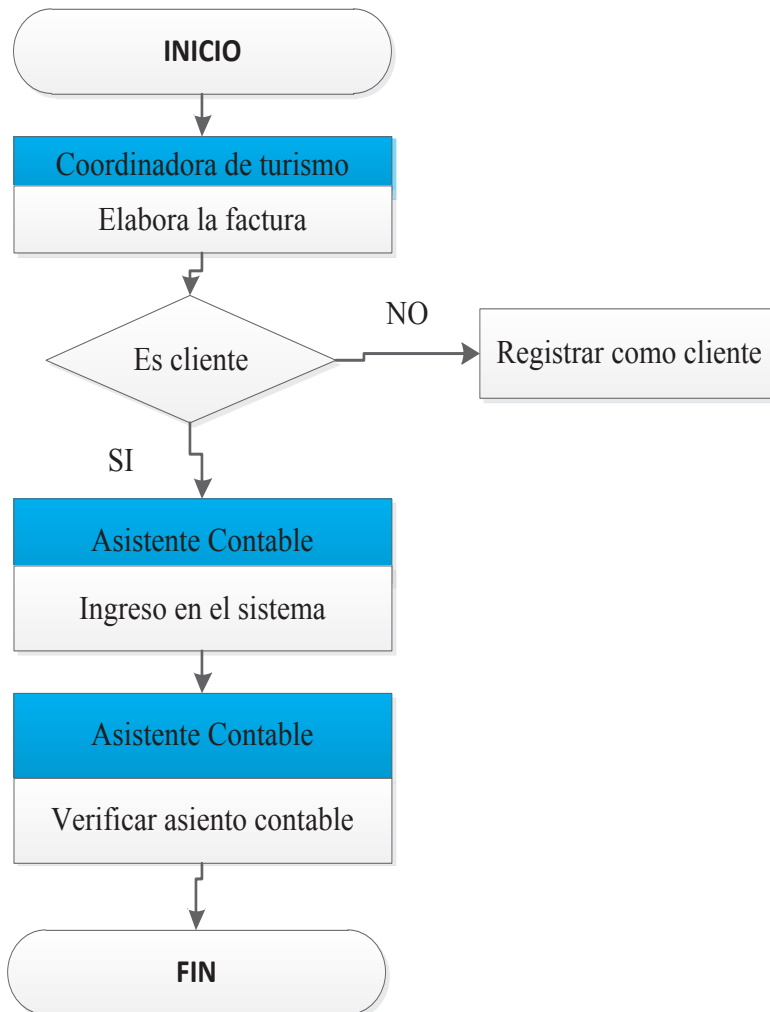 INICIO
Coordinadora de turismo
Elabora la factura
Es cliente
NO
Registrar como cliente
SI
Asistente Contable
Ingreso en el sistema
Asistente Contable
Verificar asiento contable
FIN